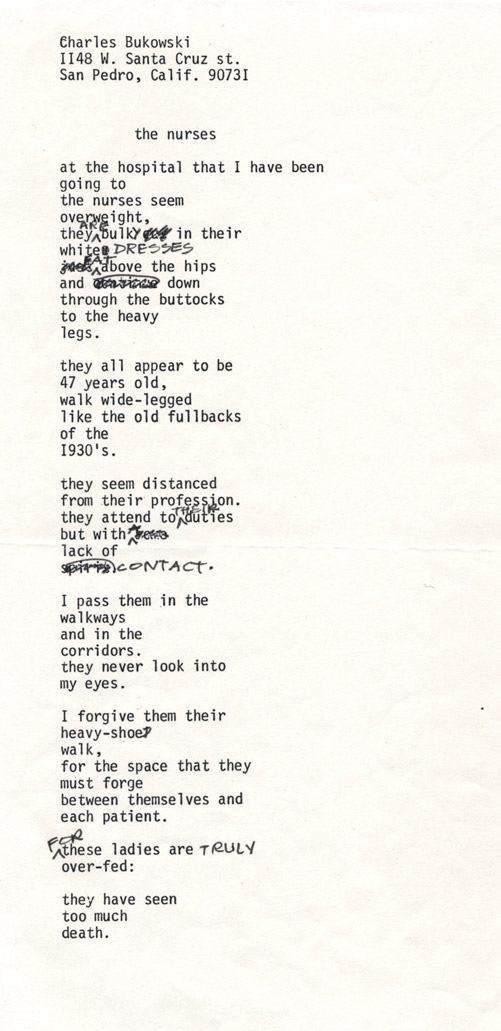 Charles Bukowski
II48 W. Santa Cruz st.
San Pedro, Calif. 9073I
the nurses
at the hospital that I have been
going to
the nurses seem
overweight,
they ARE bulky in their
white DRESSES
FAT above the hips
and down
through the buttocks
to the heavy
legs.
they all appear to be
47 years old,
walk wide-legged
like the old fullbacks
of the
I930's.
they seem distanced
from their profession.
they attend to THEIR duties
but with A
lack of
CONTACT.
I pass them in the
walkways
and in the
corridors.
they never look into
my eyes.
I forgive them their
heavy-shoeD
walk,
for the space that they
must forge
between themselves and
each patient.
FOR these ladies are TRULY
over-fed:
they have seen
too much
death.